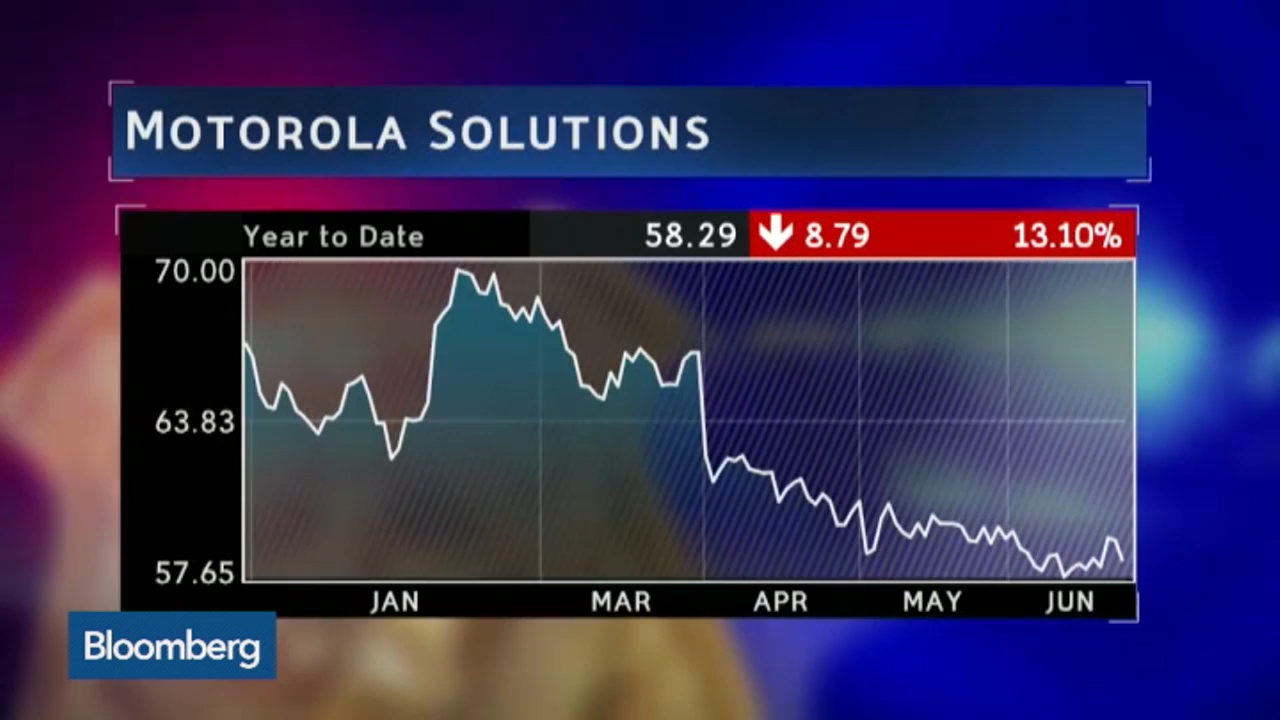 MOTOROLA SOLUTIONS
Year to Date 58.29 8.79 13.10%
70.00
63.83
57.65
JAN MAR APR MAY JUN
Bloomberg